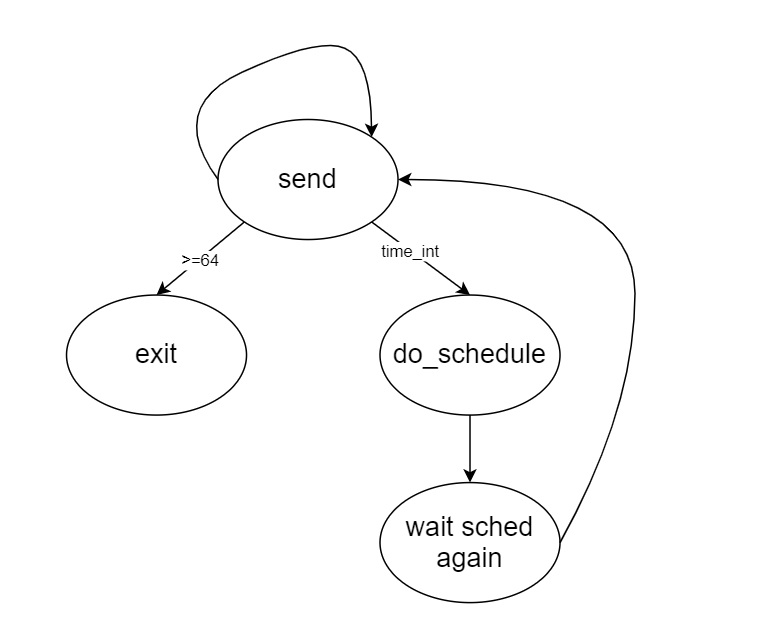 send
>=64
time_int
exit
do_schedule
wait sched
again